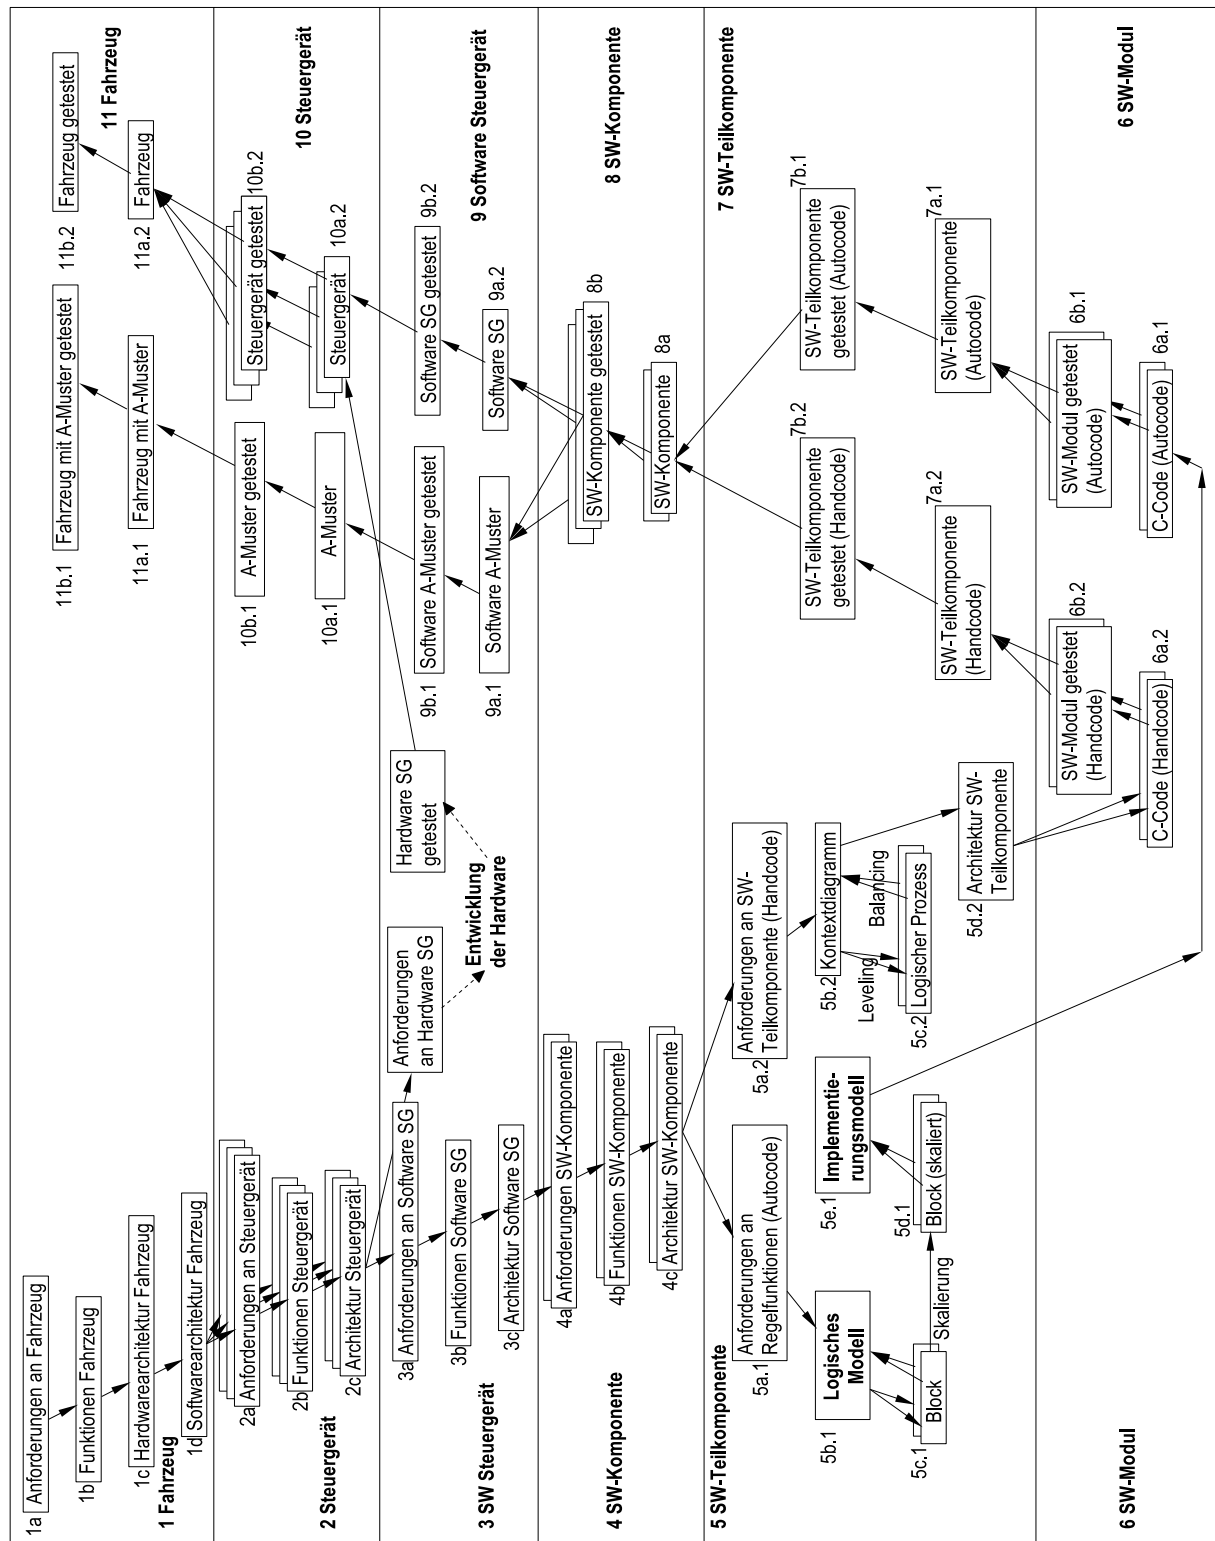 1a Anforderungen an Fahrzeug
1b Funktionen Fahrzeug
1c Hardwarearchitektur Fahrzeug
1d Softwarearchitektur Fahrzeug
1 Fahrzeug
11b.1 Fahrzeug mit A-Muster getestet
11b.2 Fahrzeug getestet
11a.1 Fahrzeug mit A-Muster
11a.2 Fahrzeug
11 Fahrzeug
2a Anforderungen an Steuergerät
2b Funktionen Steuergerät
2c Architektur Steuergerät
2 Steuergerät
10b.1 A-Muster getestet
Steuergerät getestet 10b.2
10a.1 A-Muster
Steuergerät 10a.2
10 Steuergerät
3a Anforderungen an Software SG
3b Funktionen Software SG
3c Architektur Software SG
3 SW Steuergerät
Anforderungen
an Hardware SG
Entwicklung
der Hardware
Hardware SG
getestet
9b.1 Software A-Muster getestet
Software SG getestet 9b.2
9a.1 Software A-Muster
Software SG 9a.2
9 Software Steuergerät
4a Anforderungen SW-Komponente
4b Funktionen SW-Komponente
4c Architektur SW-Komponente
4 SW-Komponente
SW-Komponente getestet 8b
SW-Komponente 8a
8 SW-Komponente
5 SW-Teilkomponente
5a.1 Anforderungen an
Regelfunktionen (Autocode)
5b.1 Logisches
Modell
5c.1 Block
Skalierung
5d.1 Block (skaliert)
5e.1 Implementie-
rungsmodell
5a.2 Anforderungen an SW-
Teilkomponente (Handcode)
5b.2 Kontextdiagramm
Leveling
Balancing
5c.2 Logischer Prozess
5d.2 Architektur SW-
Teilkomponente
7 SW-Teilkomponente
SW-Teilkomponente
getestet (Handcode) 7b.2
SW-Teilkomponente
getestet (Autocode) 7b.1
SW-Teilkomponente
(Handcode) 7a.2
SW-Teilkomponente
(Autocode) 7a.1
6 SW-Modul
SW-Modul getestet
(Handcode) 6b.2
C-Code (Handcode) 6a.2
SW-Modul getestet
(Autocode) 6b.1
C-Code (Autocode) 6a.1
6 SW-Modul